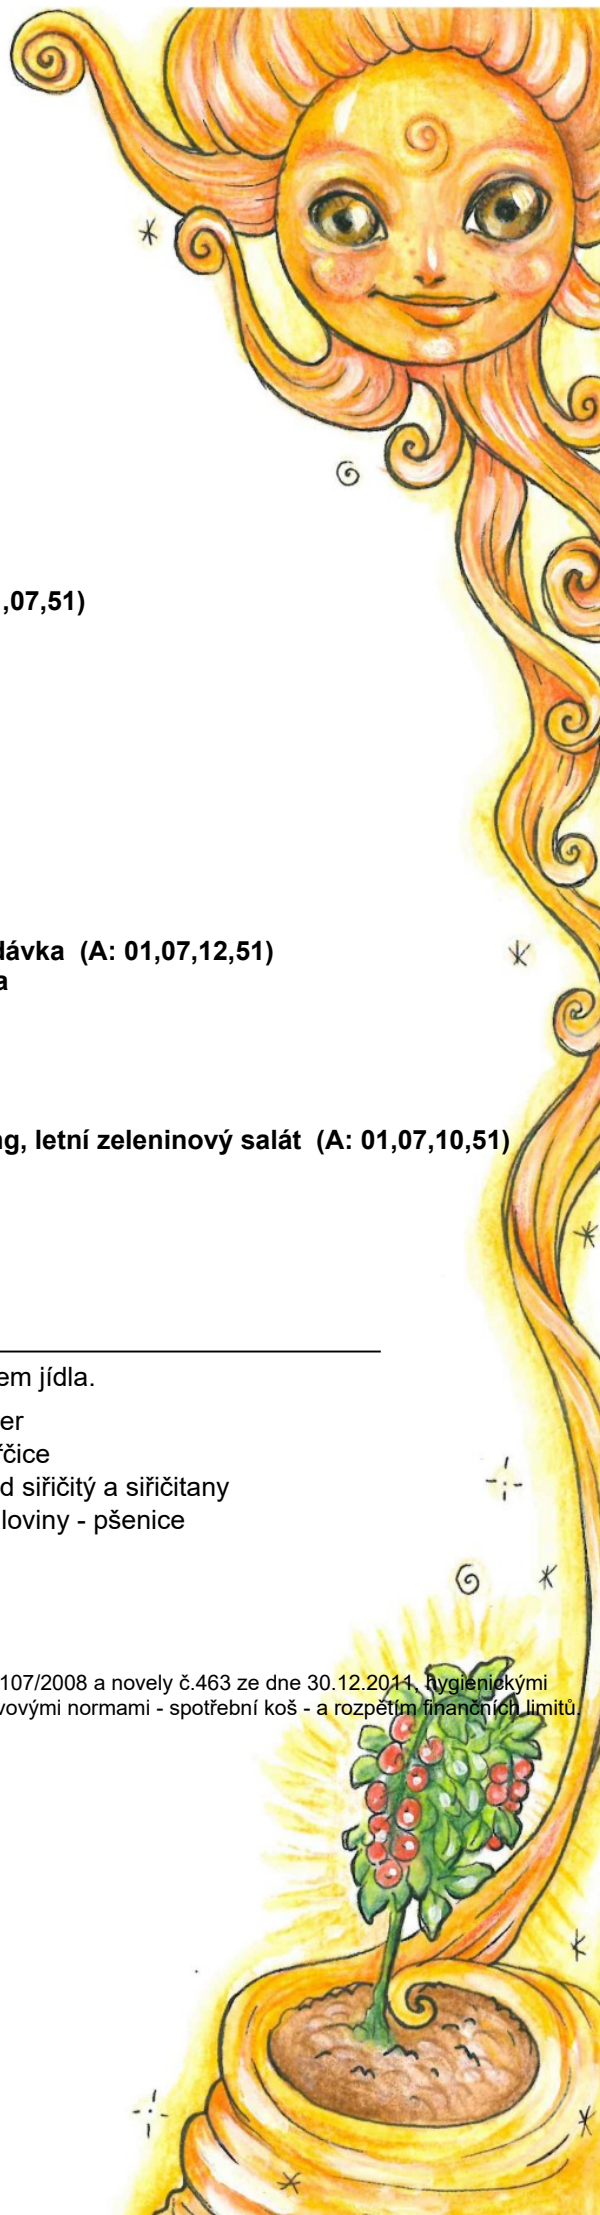 ,07,51)
dávka (A: 01,07,12,51)
a
ng, letní zeleninový salát (A: 01,07,10,51)
em jídla.
er
řčice
d siřičitý a siřičitany
loviny - pšenice
107/2008 a novely č.463 ze dne 30.12.2011, hygienickými
vovými normami - spotřební koš - a rozpětím finančních limitů.